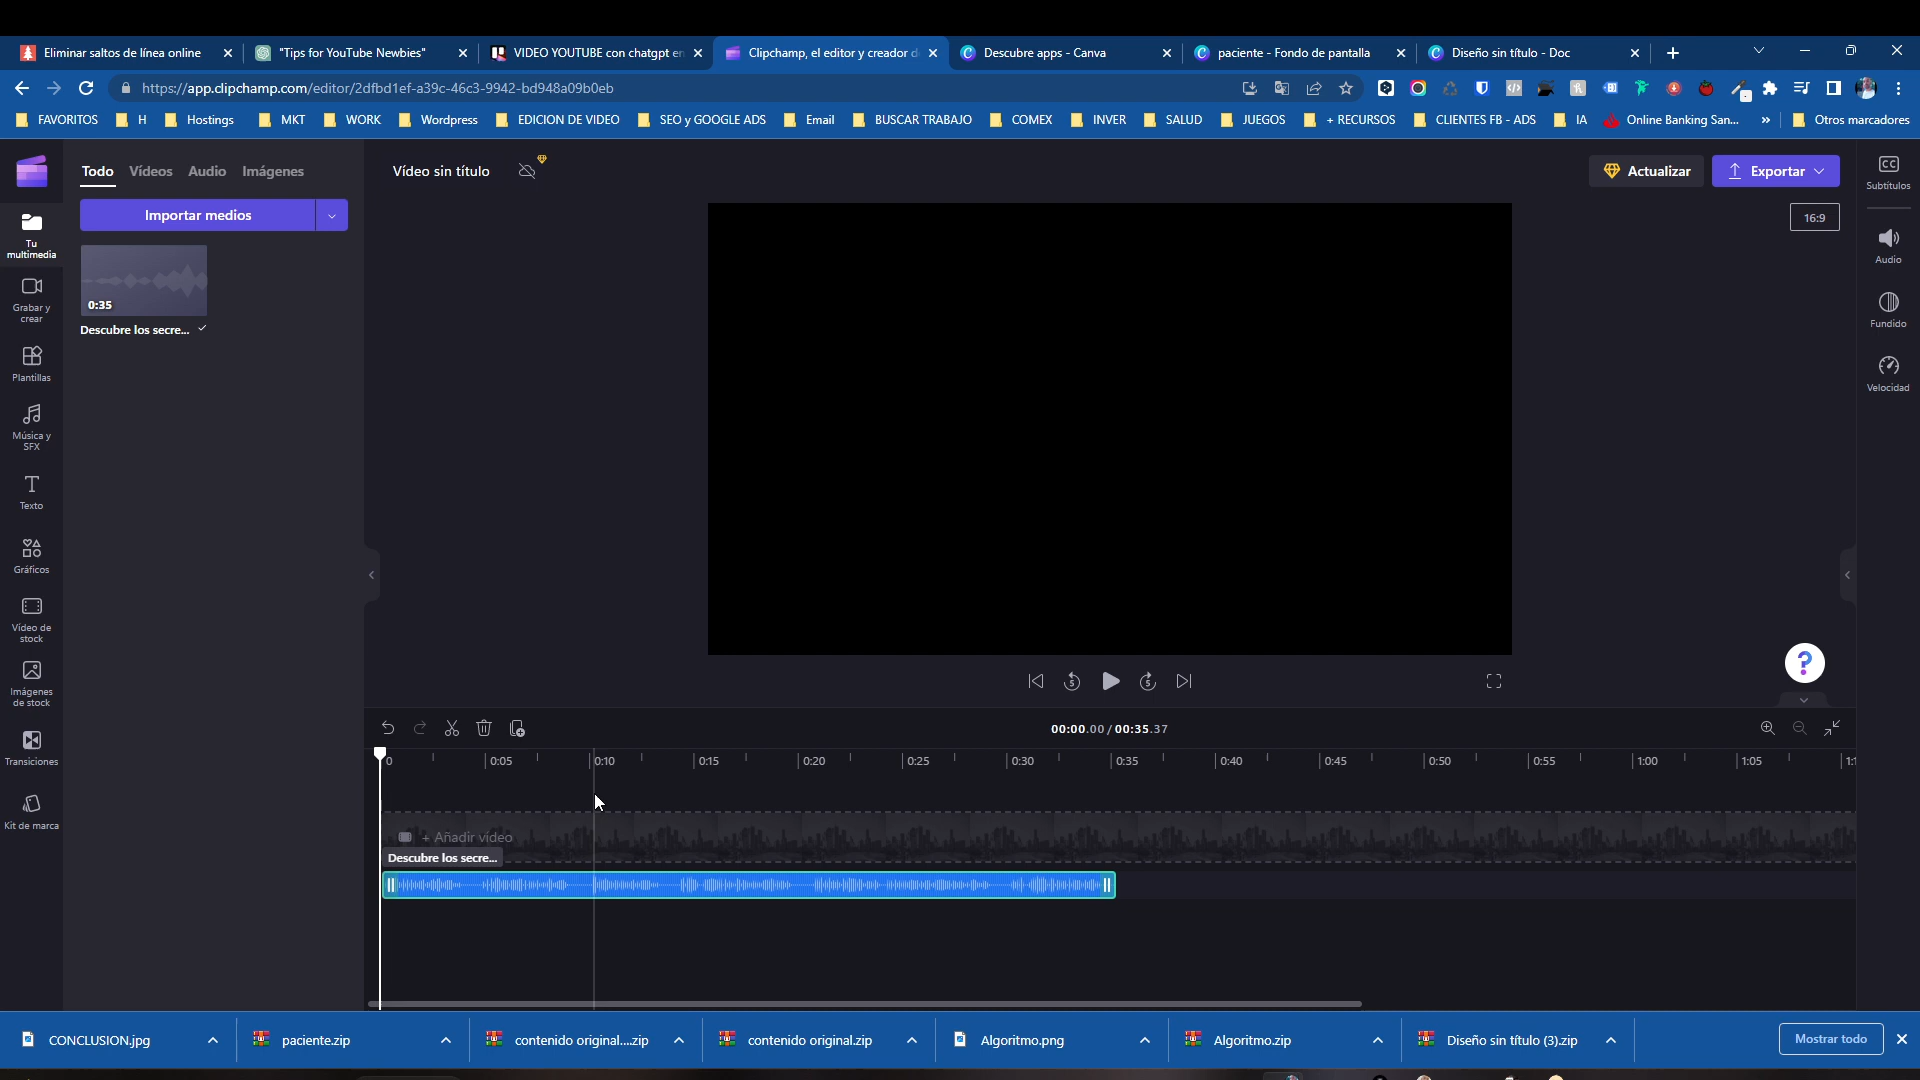 Eliminar saltos de línea online
"Tips for YouTube Newbies"
VIDEO YOUTUBE con chatgpt en
Clipchamp, el editor y creador d
Descubre apps - Canva
paciente - Fondo de pantalla
Diseño sin título - Doc
https://app.clipchamp.com/editor/2dfbd1ef-a39c-46c3-9942-bd948a09b0eb
FAVORITOS
H
Hostings
MKT
WORK
Wordpress
EDICION DE VIDEO
SEO y GOOGLE ADS
Email
BUSCAR TRABAJO
COMEX
INVER
SALUD
JUEGOS
+ RECURSOS
CLIENTES FB - ADS
IA
Online Banking San...
»
Otros marcadores
Todo
Vídeos
Audio
Imágenes
Importar medios
0:35
Descubre los secre...
Tu
multimedia
Grabar y
crear
Plantillas
Música y
SFX
Texto
Gráficos
Vídeo de
stock
Imágenes
de stock
Transiciones
Kit de marca
Vídeo sin título
Actualizar
Exportar
16:9
CC
Subtítulos
Audio
Fundido
Velocidad
5
5
?
00:00.00 / 00:35.37
0
0:05
0:10
0:15
0:20
0:25
0:30
0:35
0:40
0:45
0:50
0:55
1:00
1:05
+ Añadir vídeo
Descubre los secre...
CONCLUSION.jpg
paciente.zip
contenido original....zip
contenido original.zip
Algoritmo.png
Algoritmo.zip
Diseño sin título (3).zip
Mostrar todo